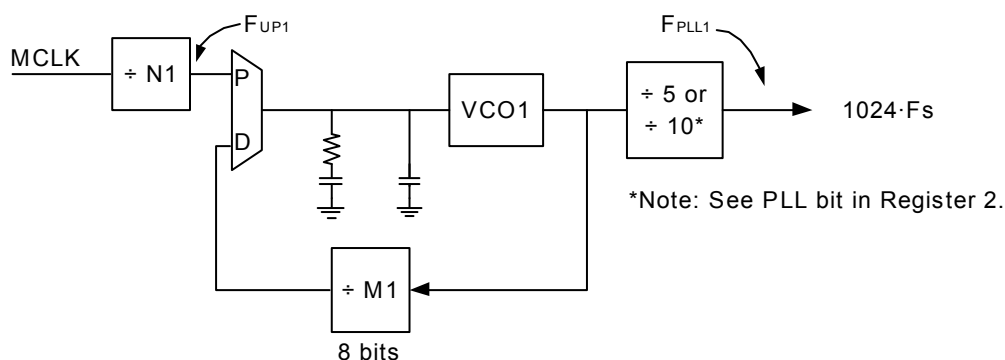 FUP1
FPLL1
MCLK
÷ N1
P
D
VCO1
÷ 5 or
÷ 10*
1024·Fs
*Note: See PLL bit in Register 2.
÷ M1
8 bits